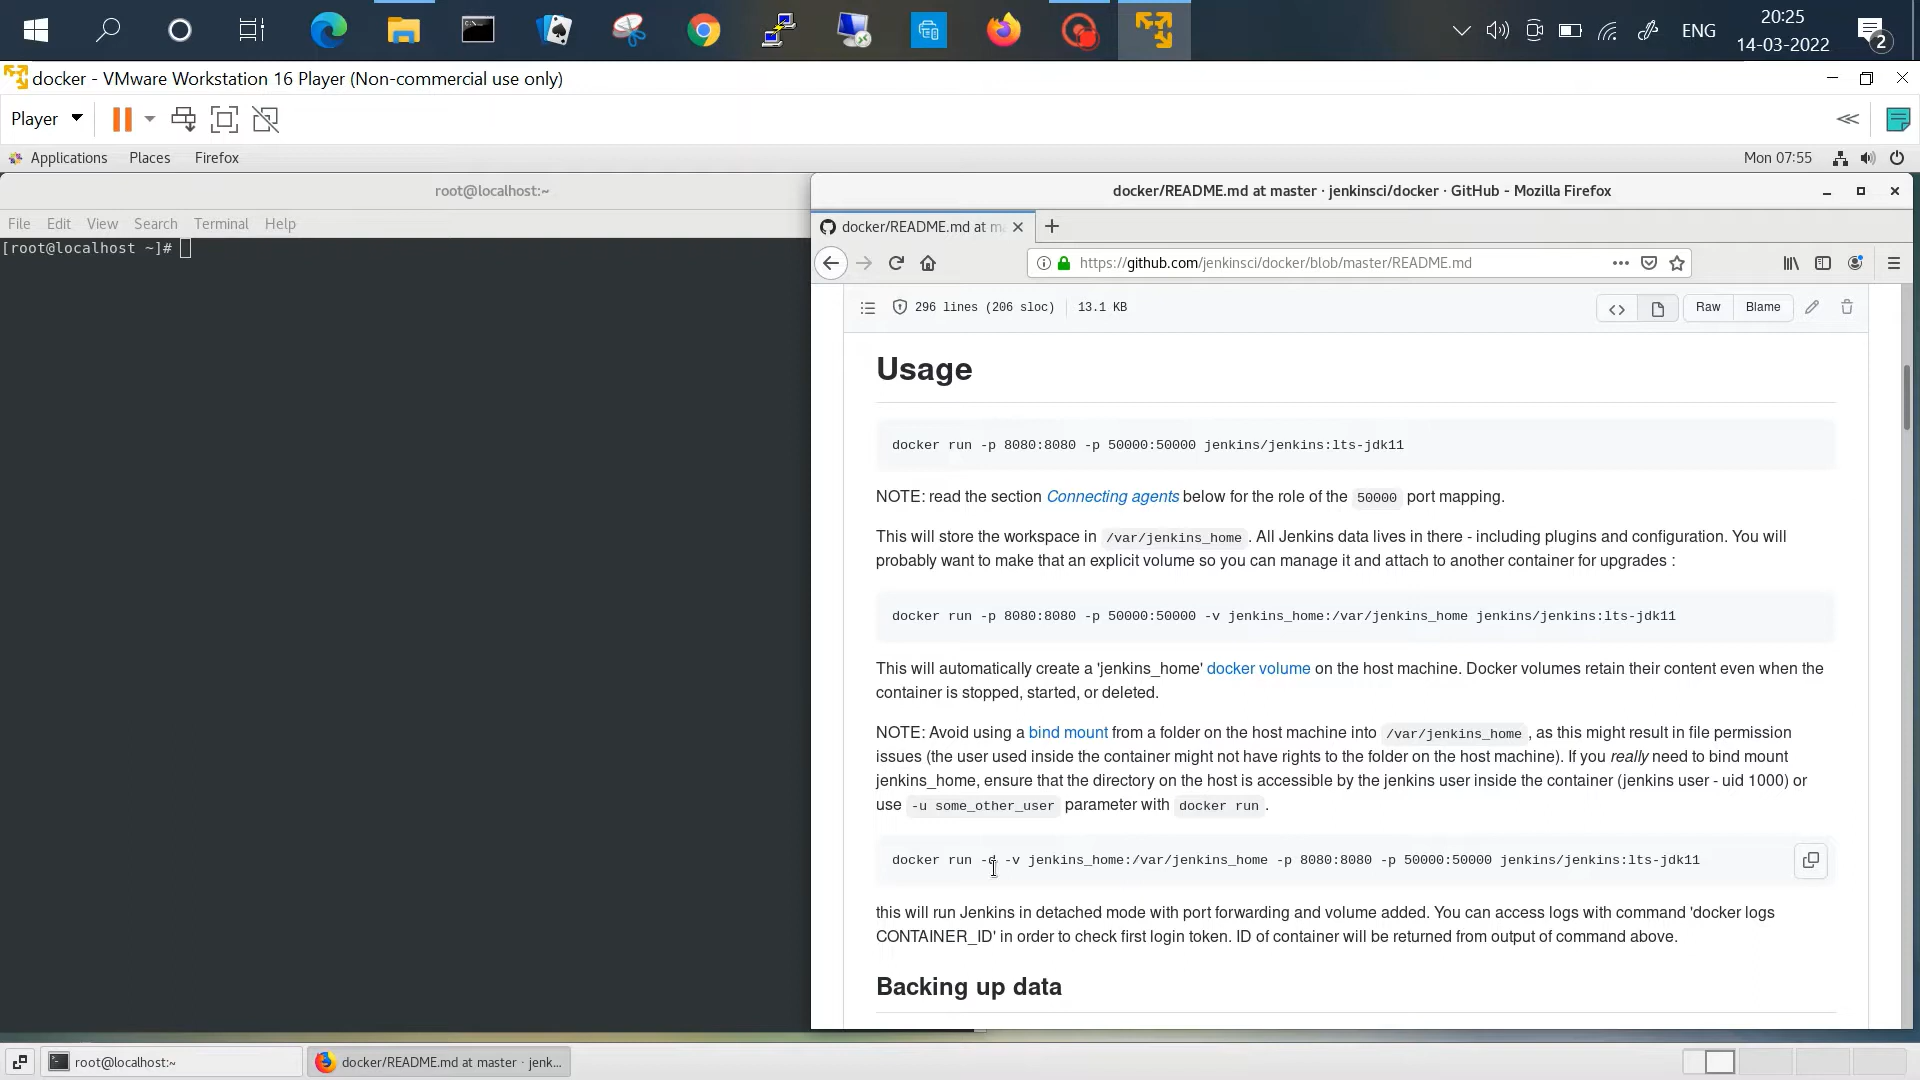 ENG
20:25
14-03-2022
2
docker - VMware Workstation 16 Player (Non-commercial use only)
Player
Applications Places Firefox
Mon 07:55
root@localhost:~
docker/README.md at master · jenkinsci/docker · GitHub - Mozilla Firefox
File Edit View Search Terminal Help
[root@localhost ~]#
docker/README.md at ma
https://github.com/jenkinsci/docker/blob/master/README.md
296 lines (206 sloc) 13.1 KB
Raw Blame
Usage
docker run -p 8080:8080 -p 50000:50000 jenkins/jenkins:lts-jdk11
NOTE: read the section Connecting agents below for the role of the 50000 port mapping.
This will store the workspace in /var/jenkins_home . All Jenkins data lives in there - including plugins and configuration. You will
probably want to make that an explicit volume so you can manage it and attach to another container for upgrades :
docker run -p 8080:8080 -p 50000:50000 -v jenkins_home:/var/jenkins_home jenkins/jenkins:lts-jdk11
This will automatically create a 'jenkins_home' docker volume on the host machine. Docker volumes retain their content even when the
container is stopped, started, or deleted.
NOTE: Avoid using a bind mount from a folder on the host machine into /var/jenkins_home , as this might result in file permission
issues (the user used inside the container might not have rights to the folder on the host machine). If you really need to bind mount
jenkins_home, ensure that the directory on the host is accessible by the jenkins user inside the container (jenkins user - uid 1000) or
use -u some_other_user parameter with docker run .
docker run -d -v jenkins_home:/var/jenkins_home -p 8080:8080 -p 50000:50000 jenkins/jenkins:lts-jdk11
this will run Jenkins in detached mode with port forwarding and volume added. You can access logs with command 'docker logs
CONTAINER_ID' in order to check first login token. ID of container will be returned from output of command above.
Backing up data
root@localhost:~
docker/README.md at master · jenk...